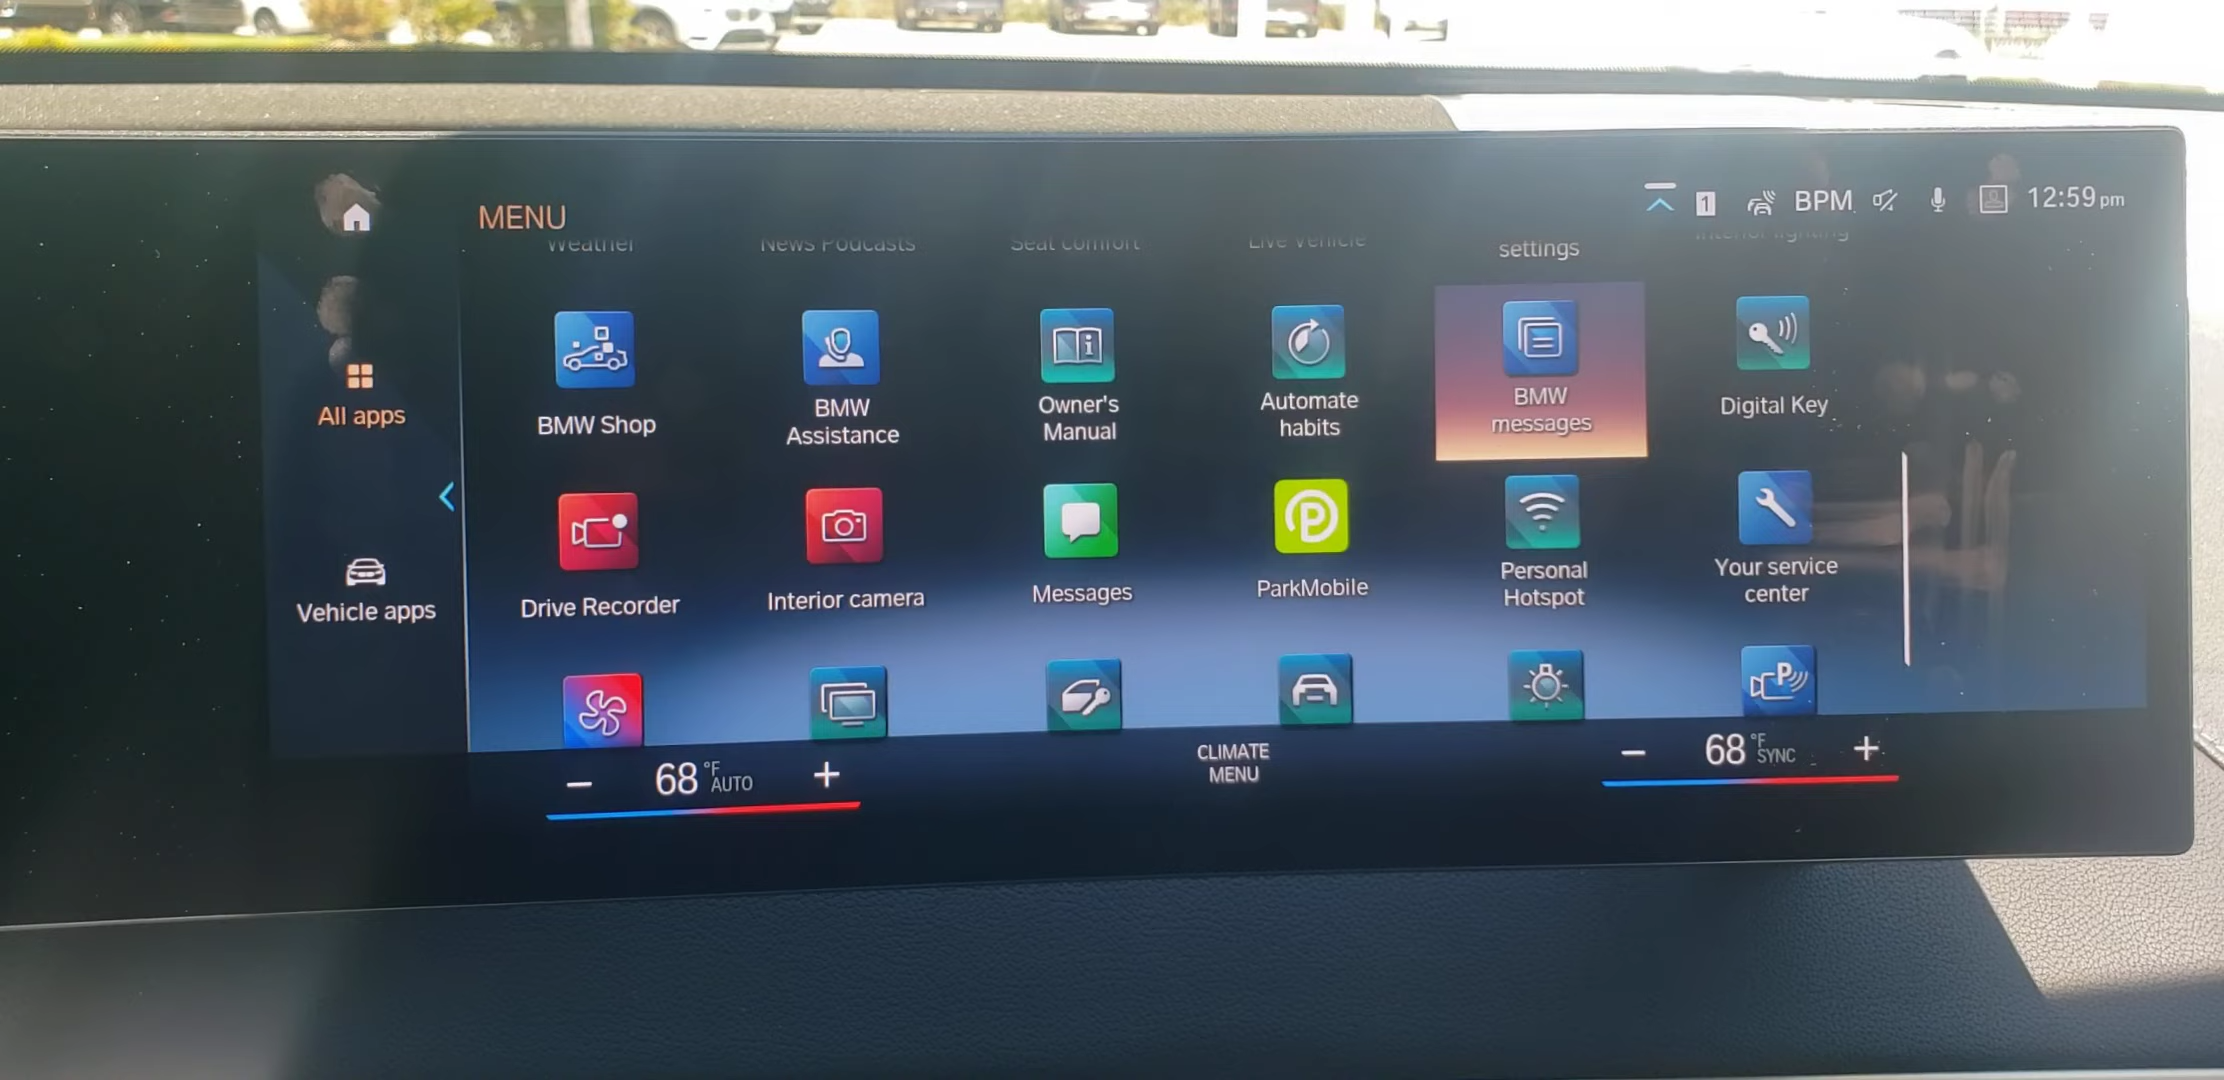 MENU
1
BPM
12:59 pm
Weather
News Podcasts
Seat comfort
Live Vehicle
settings
Interior lighting
All apps
Vehicle apps
BMW Shop
BMW
Assistance
Owner's
Manual
Automate
habits
BMW
messages
Digital Key
Drive Recorder
Interior camera
Messages
P
ParkMobile
Personal
Hotspot
Your service
center
P
− 68 °F AUTO +
CLIMATE
MENU
− 68 °F SYNC +